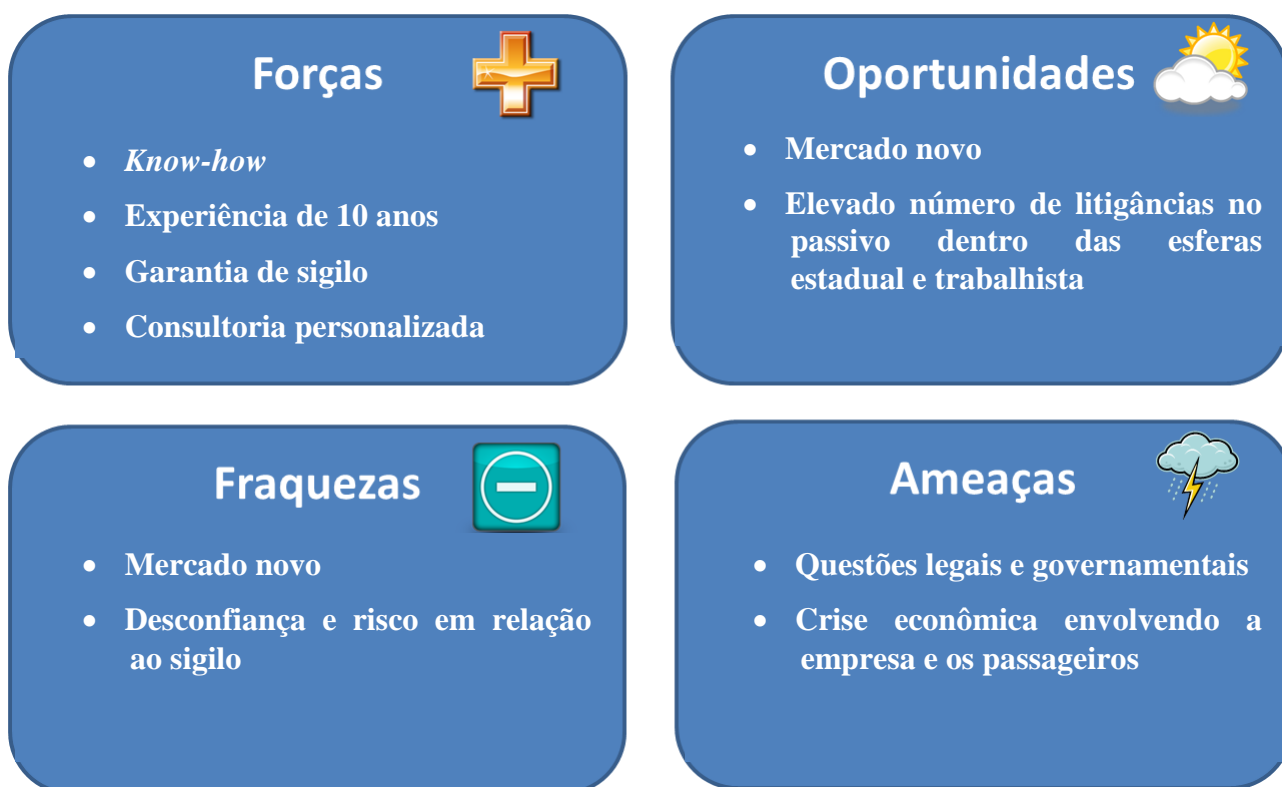 Forças
• Know-how
• Experiência de 10 anos
• Garantia de sigilo
• Consultoria personalizada
Oportunidades
• Mercado novo
• Elevado número de litigâncias no
passivo dentro das esferas
estadual e trabalhista
Fraquezas
• Mercado novo
• Desconfiança e risco em relação
ao sigilo
Ameaças
• Questões legais e governamentais
• Crise econômica envolvendo a
empresa e os passageiros